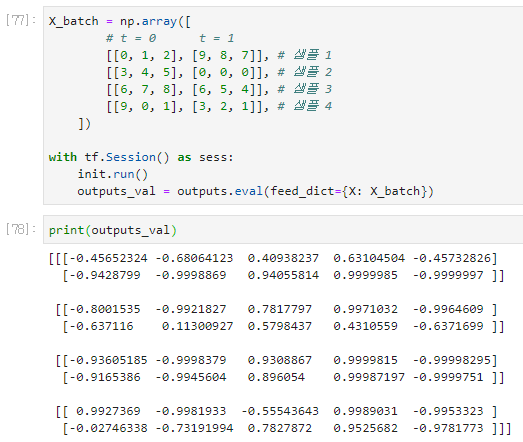 [77]: X_batch = np.array([
# t = 0 t = 1
[[0, 1, 2], [9, 8, 7]], # 샘플 1
[[3, 4, 5], [0, 0, 0]], # 샘플 2
[[6, 7, 8], [6, 5, 4]], # 샘플 3
[[9, 0, 1], [3, 2, 1]], # 샘플 4
])
with tf.Session() as sess:
init.run()
outputs_val = outputs.eval(feed_dict={X: X_batch})
[78]: print(outputs_val)
[[[-0.45652324 -0.68064123 0.40938237 0.63104504 -0.45732826]
[-0.9428799 -0.9998869 0.94055814 0.9999985 -0.9999997 ]]
[[-0.8001535 -0.9921827 0.7817797 0.9971032 -0.9964609 ]
[-0.637116 0.11300927 0.5798437 0.4310559 -0.6371699 ]]
[[-0.93605185 -0.9998379 0.9308867 0.9999815 -0.99998295]
[-0.9165386 -0.9945604 0.896054 0.99987197 -0.9999751 ]]
[[ 0.9927369 -0.9981933 -0.55543643 0.9989031 -0.9953323 ]
[-0.02746338 -0.73191994 0.7827872 0.9525682 -0.9781773 ]]]